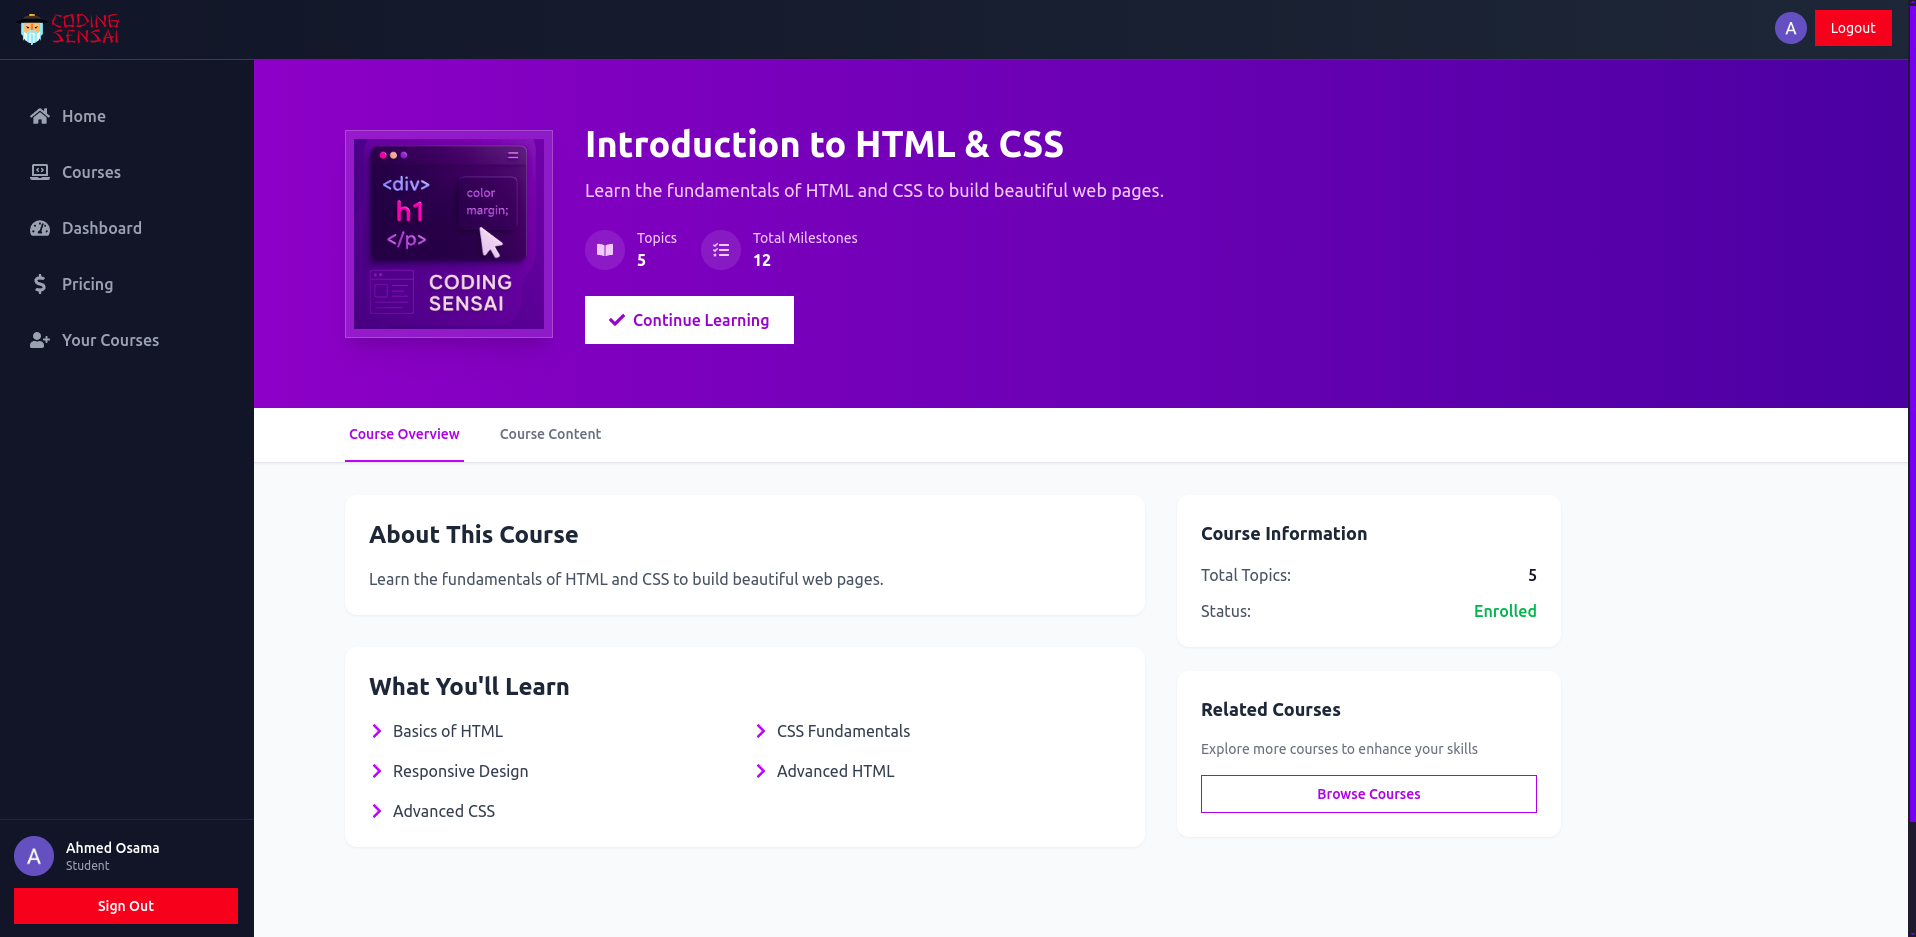 CODING
SENSAI
A
Logout
Home
Courses
Dashboard
Pricing
Your Courses
Ahmed Osama
Student
A
Sign Out
<div>
h1
</p>
color
margin;
CODING
SENSAI
Introduction to HTML & CSS
Learn the fundamentals of HTML and CSS to build beautiful web pages.
Topics
5
Total Milestones
12
Continue Learning
Course Overview
Course Content
About This Course
Learn the fundamentals of HTML and CSS to build beautiful web pages.
What You'll Learn
Basics of HTML
CSS Fundamentals
Responsive Design
Advanced HTML
Advanced CSS
Course Information
Total Topics: 5
Status: Enrolled
Related Courses
Explore more courses to enhance your skills
Browse Courses